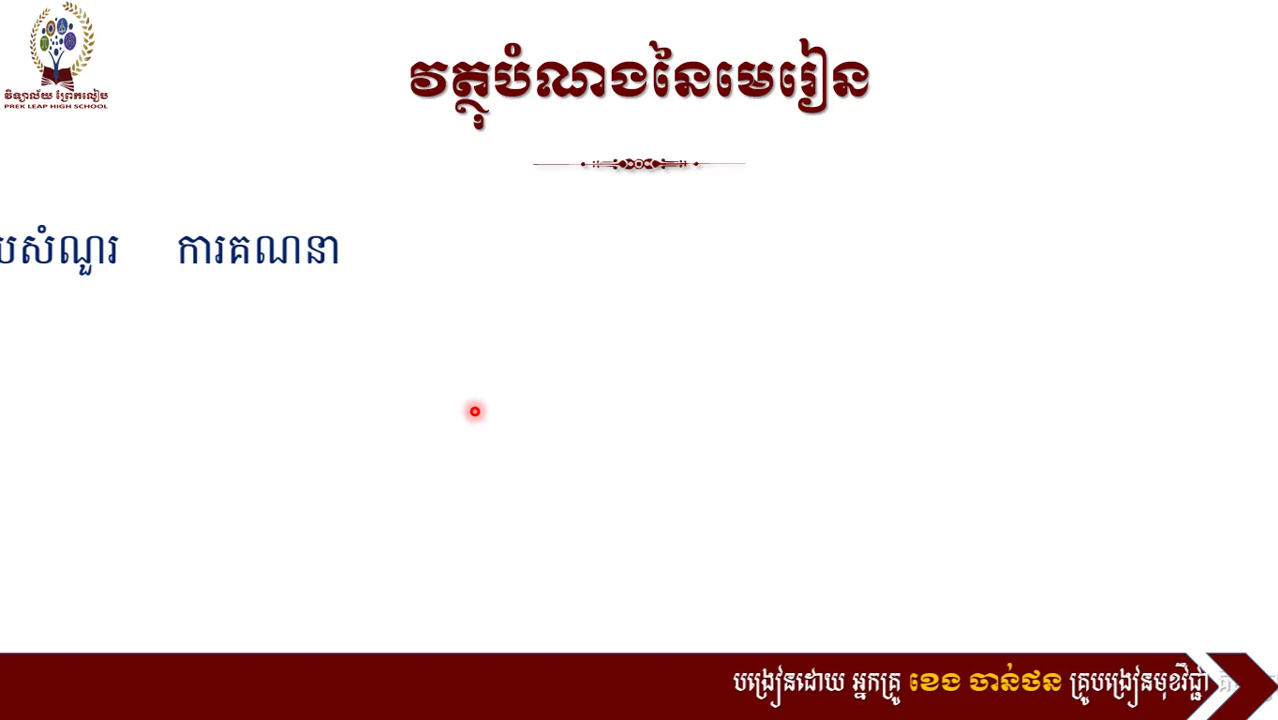 វិទ្យាល័យ ព្រែកលៀប
PREK LEAP HIGH SCHOOL
វត្ថុបំណងនៃមេរៀន
សំណួរ ការគណនា
បង្រៀនដោយ អ្នកគ្រូ ខេង ចាន់ថន គ្រូបង្រៀនមុខវិជ្ជា